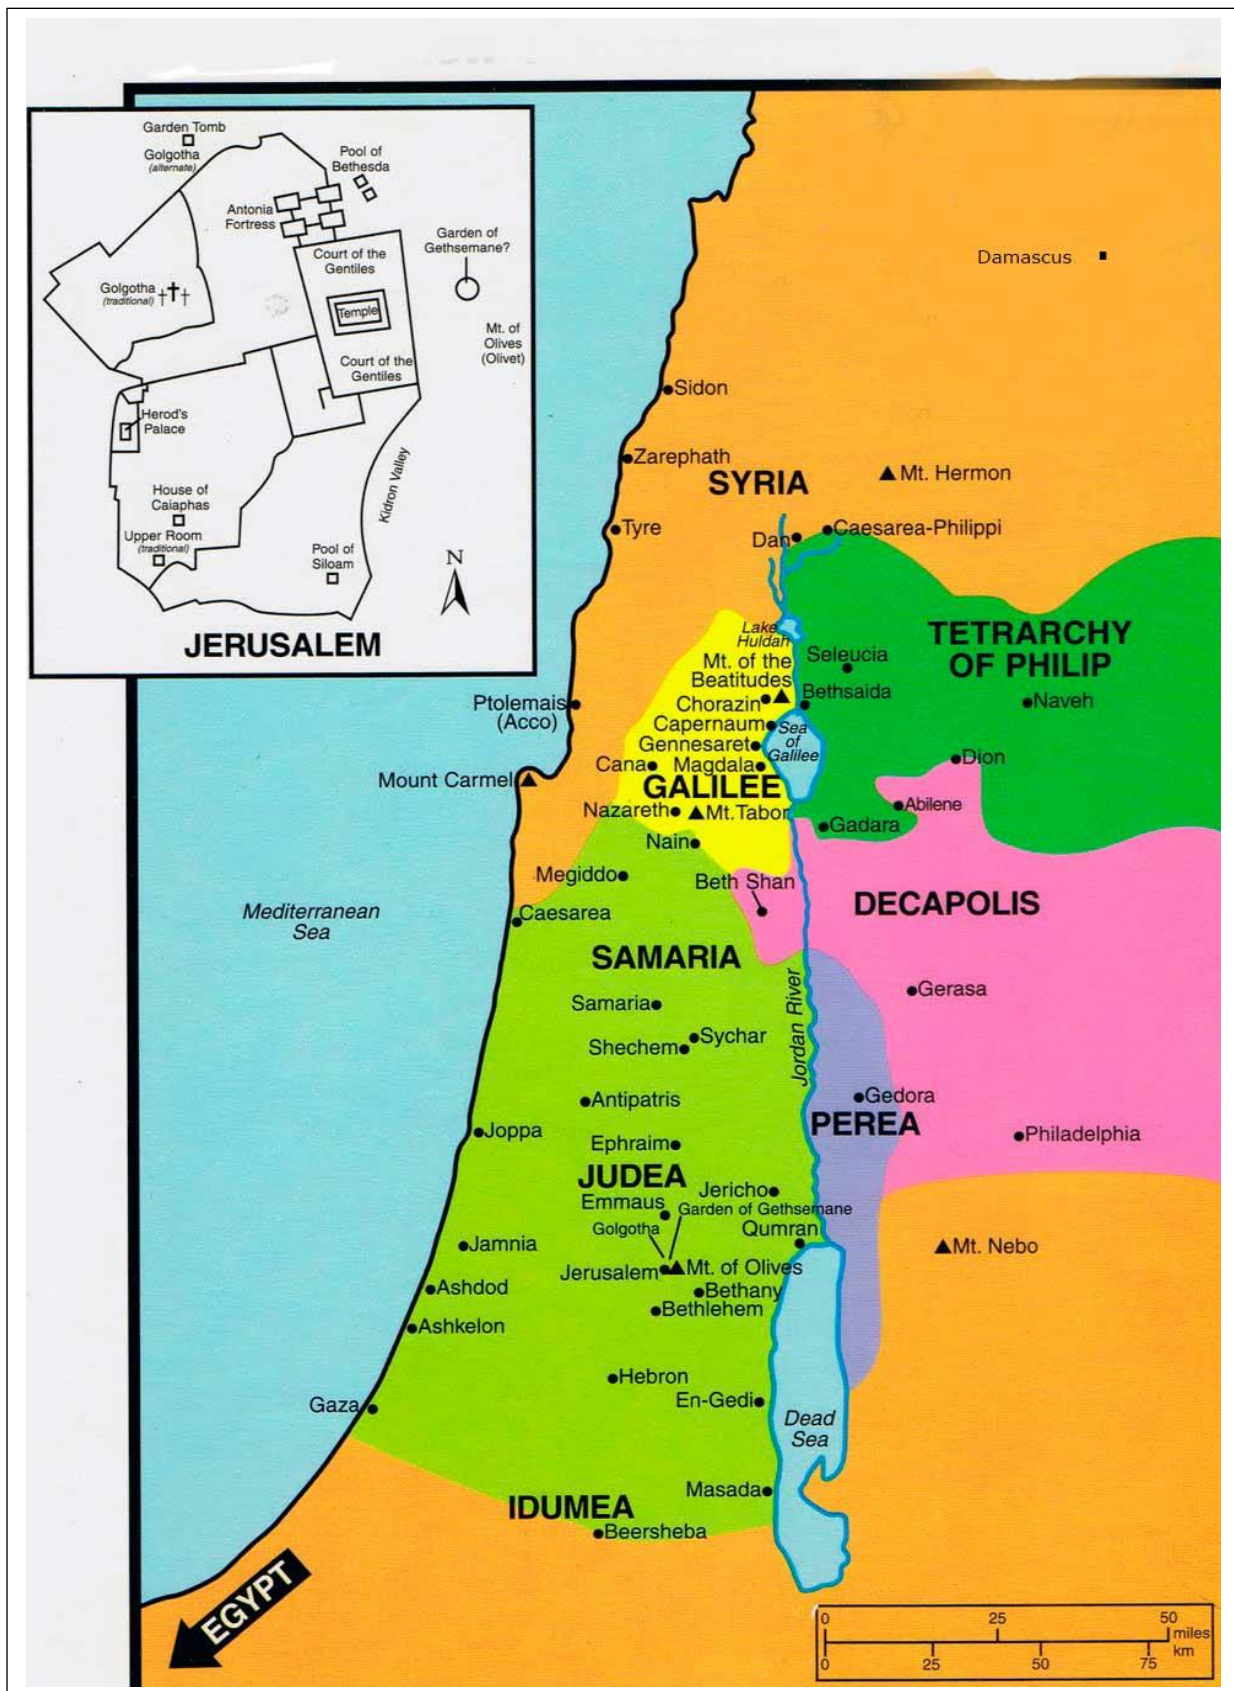 Garden Tomb
Golgotha
(alternate)
Pool of
Bethesda
Antonia
Fortress
Garden of
Gethsemane?
Court of the
Gentiles
Golgotha
(traditional)
Temple
Mt. of
Olives
(Olivet)
Court of the
Gentiles
Herod's
Palace
Kidron Valley
House of
Caiaphas
Upper Room
(traditional)
Pool of
Siloam
N
JERUSALEM
Damascus
Sidon
Zarephath
SYRIA
Mt. Hermon
Tyre
Dan
Caesarea-Philippi
Lake
Huldah
TETRARCHY
OF PHILIP
Mt. of the
Beatitudes
Seleucia
Chorazin
Bethsaida
Naveh
Ptolemais
(Acco)
Capernaum
Sea
of
Galilee
Gennesaret
Cana
Magdala
Dion
Mount Carmel
GALILEE
Abilene
Nazareth
Mt. Tabor
Gadara
Nain
Megiddo
Beth Shan
DECAPOLIS
Mediterranean
Sea
Caesarea
SAMARIA
Samaria
Gerasa
Jordan River
Sychar
Shechem
Antipatris
Gedora
PEREA
Joppa
Ephraim
Philadelphia
JUDEA
Jericho
Emmaus
Garden of Gethsemane
Golgotha
Qumran
Jamnia
Mt. Nebo
Jerusalem
Mt. of Olives
Ashdod
Bethany
Bethlehem
Ashkelon
Hebron
En-Gedi
Gaza
Dead
Sea
Masada
IDUMEA
Beersheba
EGYPT
0 25 50
miles
km
0 25 50 75